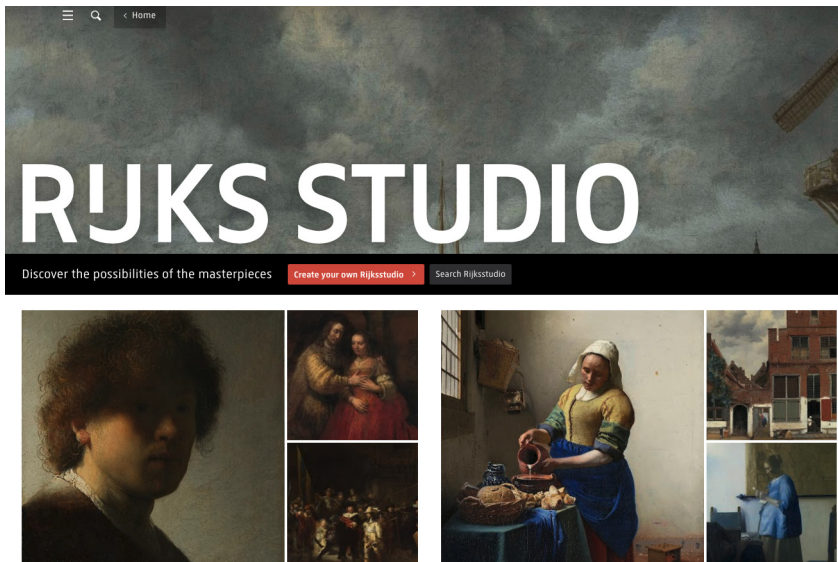 < Home
RIJKS STUDIO
Discover the possibilities of the masterpieces
Create your own Rijksstudio >
Search Rijksstudio